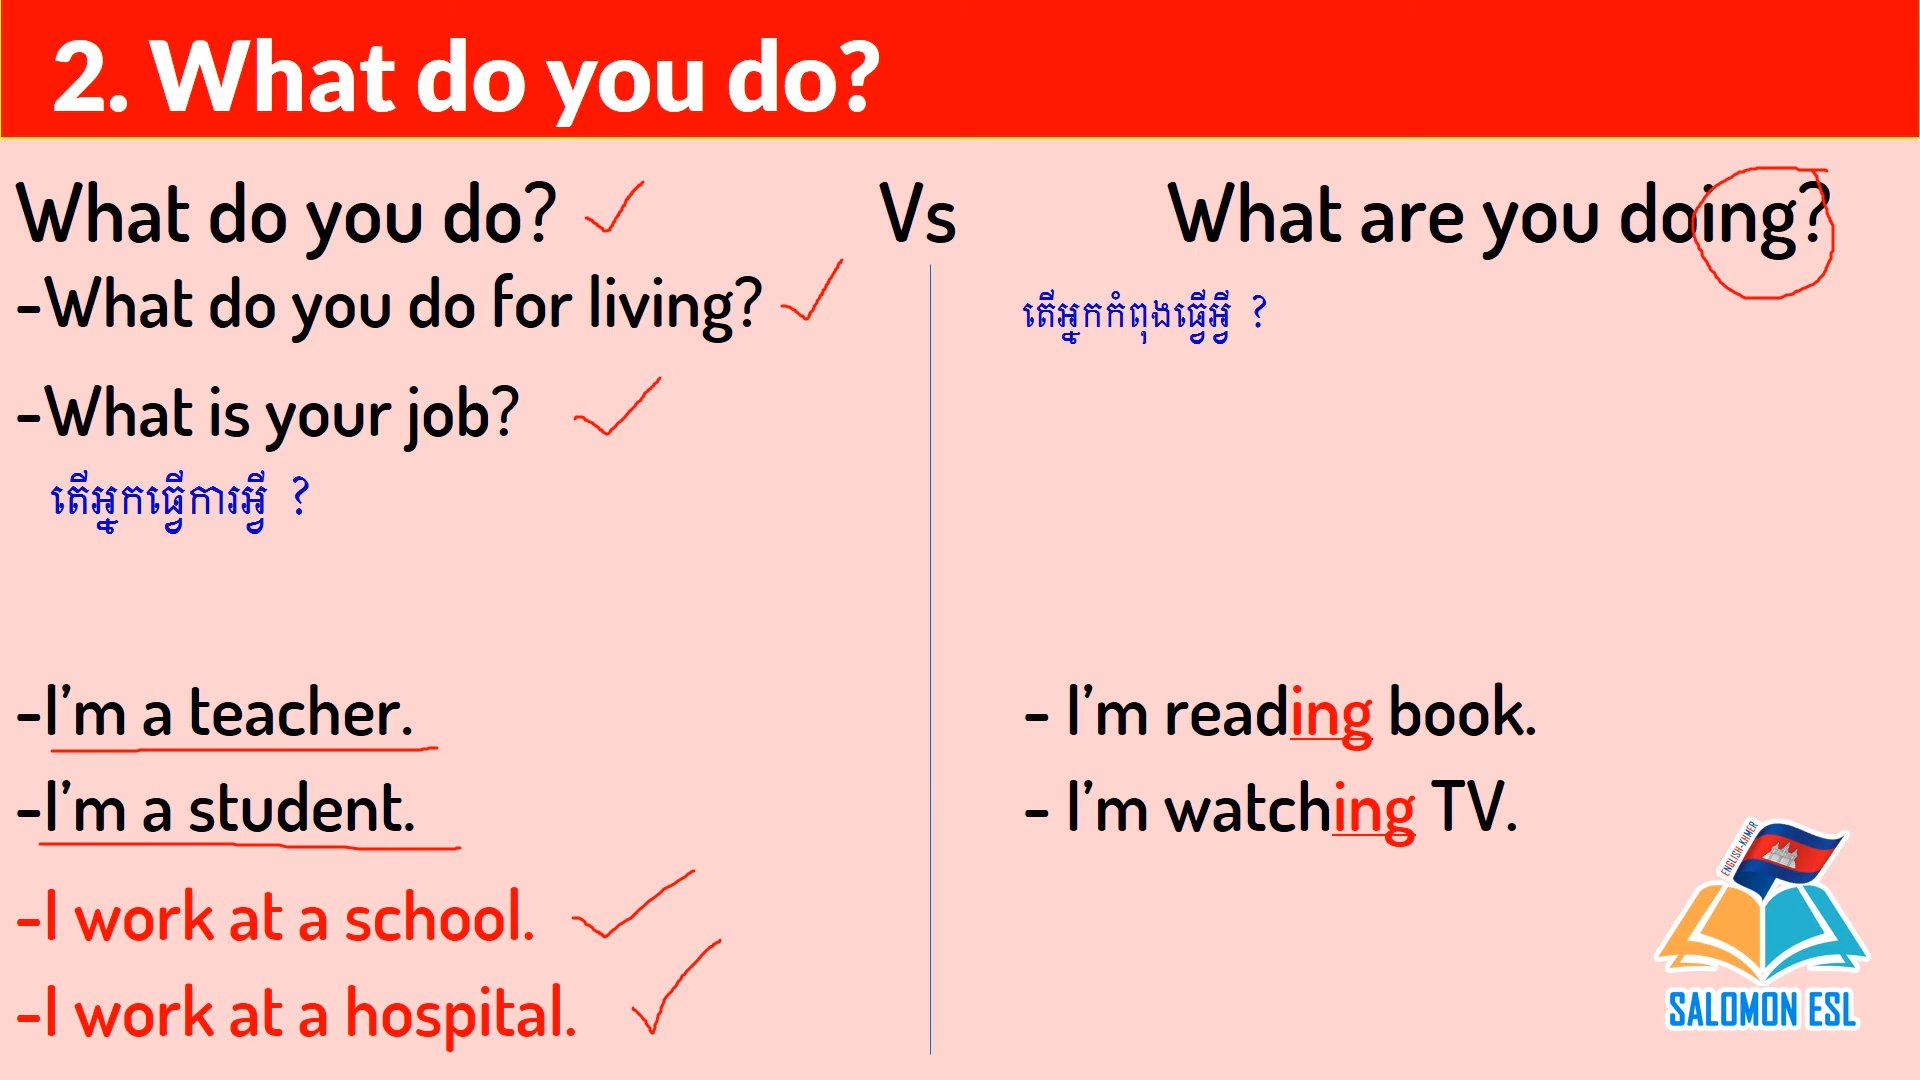 2. What do you do?
What do you do?
Vs
What are you doing?
-What do you do for living?
-What is your job?
តើអ្នកធ្វើការអ្វី ?
-I'm a teacher.
-I'm a student.
-I work at a school.
-I work at a hospital.
តើអ្នកកំពុងធ្វើអ្វី ?
- I'm reading book.
- I'm watching TV.
ENGLISH-KHMER
SALOMON ESL